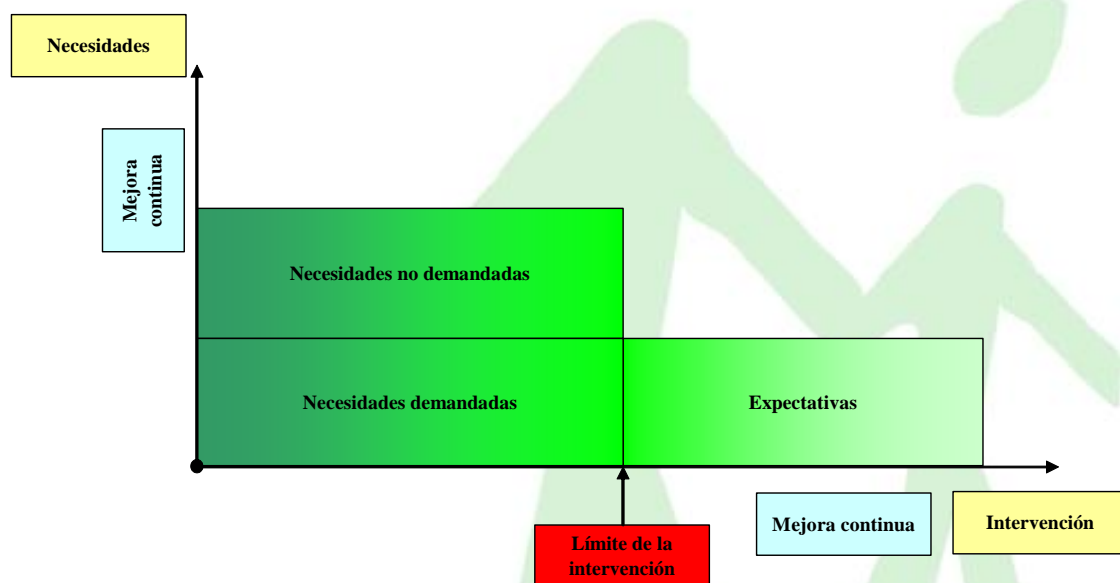 Necesidades
Mejora
continua
Necesidades no demandadas
Necesidades demandadas
Expectativas
Mejora continua
Intervención
Límite de la
intervención